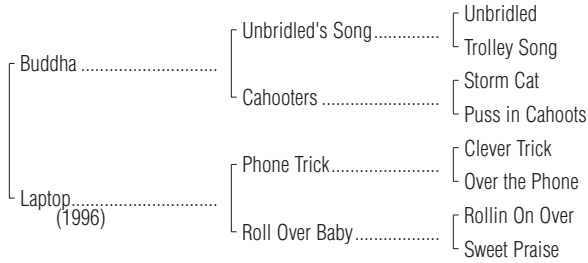 Unbridled
Unbridled's Song..............
Trolley Song
Buddha ............................
Storm Cat
Cahooters ........................
Puss in Cahoots
Clever Trick
Phone Trick......................
Over the Phone
Laptop..............................
(1996)
Rollin On Over
Roll Over Baby.................
Sweet Praise